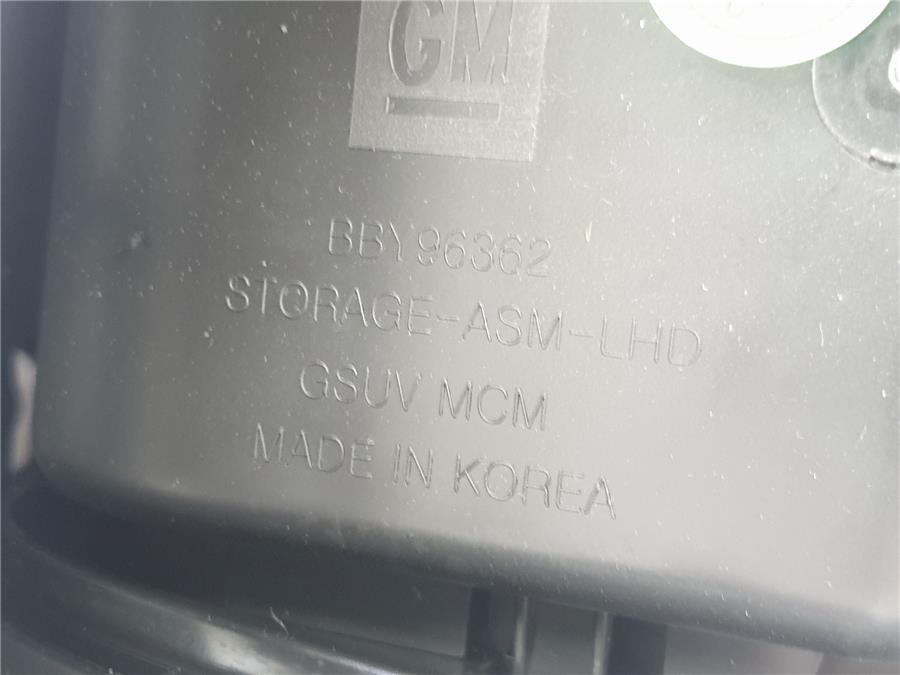 GM
BBY96362
STORAGE-ASM-LHD
GSUV MCM
MADE IN KOREA